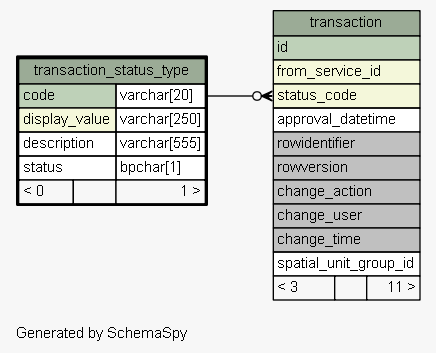 transaction_status_type
code varchar[20]
display_value varchar[250]
description varchar[555]
status bpchar[1]
< 0 1 >
transaction
id
from_service_id
status_code
approval_datetime
rowidentifier
rowversion
change_action
change_user
change_time
spatial_unit_group_id
< 3 11 >
Generated by SchemaSpy